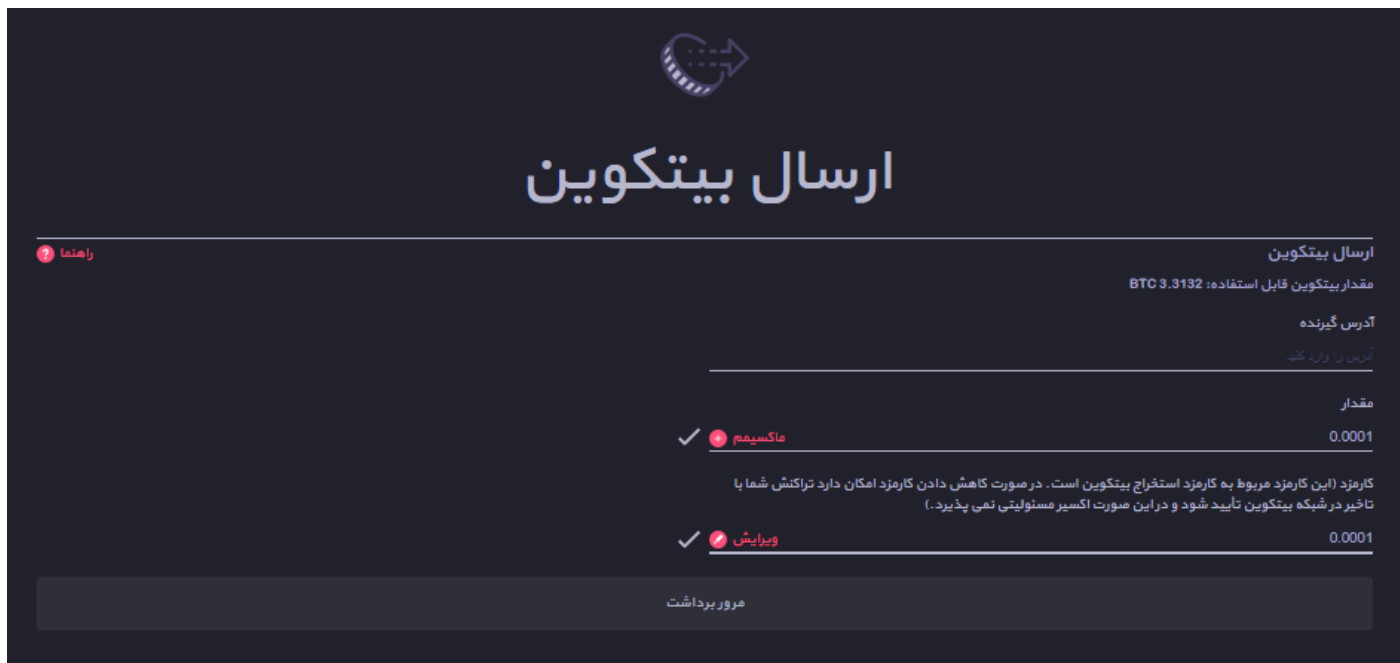 ارسال بیتکوین
ارسال بیتکوین
راهنما ?
مقدار بیتکوین قابل استفاده: BTC 3.3132
آدرس گیرنده
آدرس را وارد کنید
مقدار
0.0001
ماکسیمم
کارمزد (این کارمزد مربوط به کارمزد استخراج بیتکوین است. در صورت کاهش دادن کارمزد امکان دارد تراکنش شما با
تاخیر در شبکه بیتکوین تأیید شود و در این صورت اکسیر مسئولیتی نمی پذیرد.)
0.0001
ویرایش
مرور برداشت